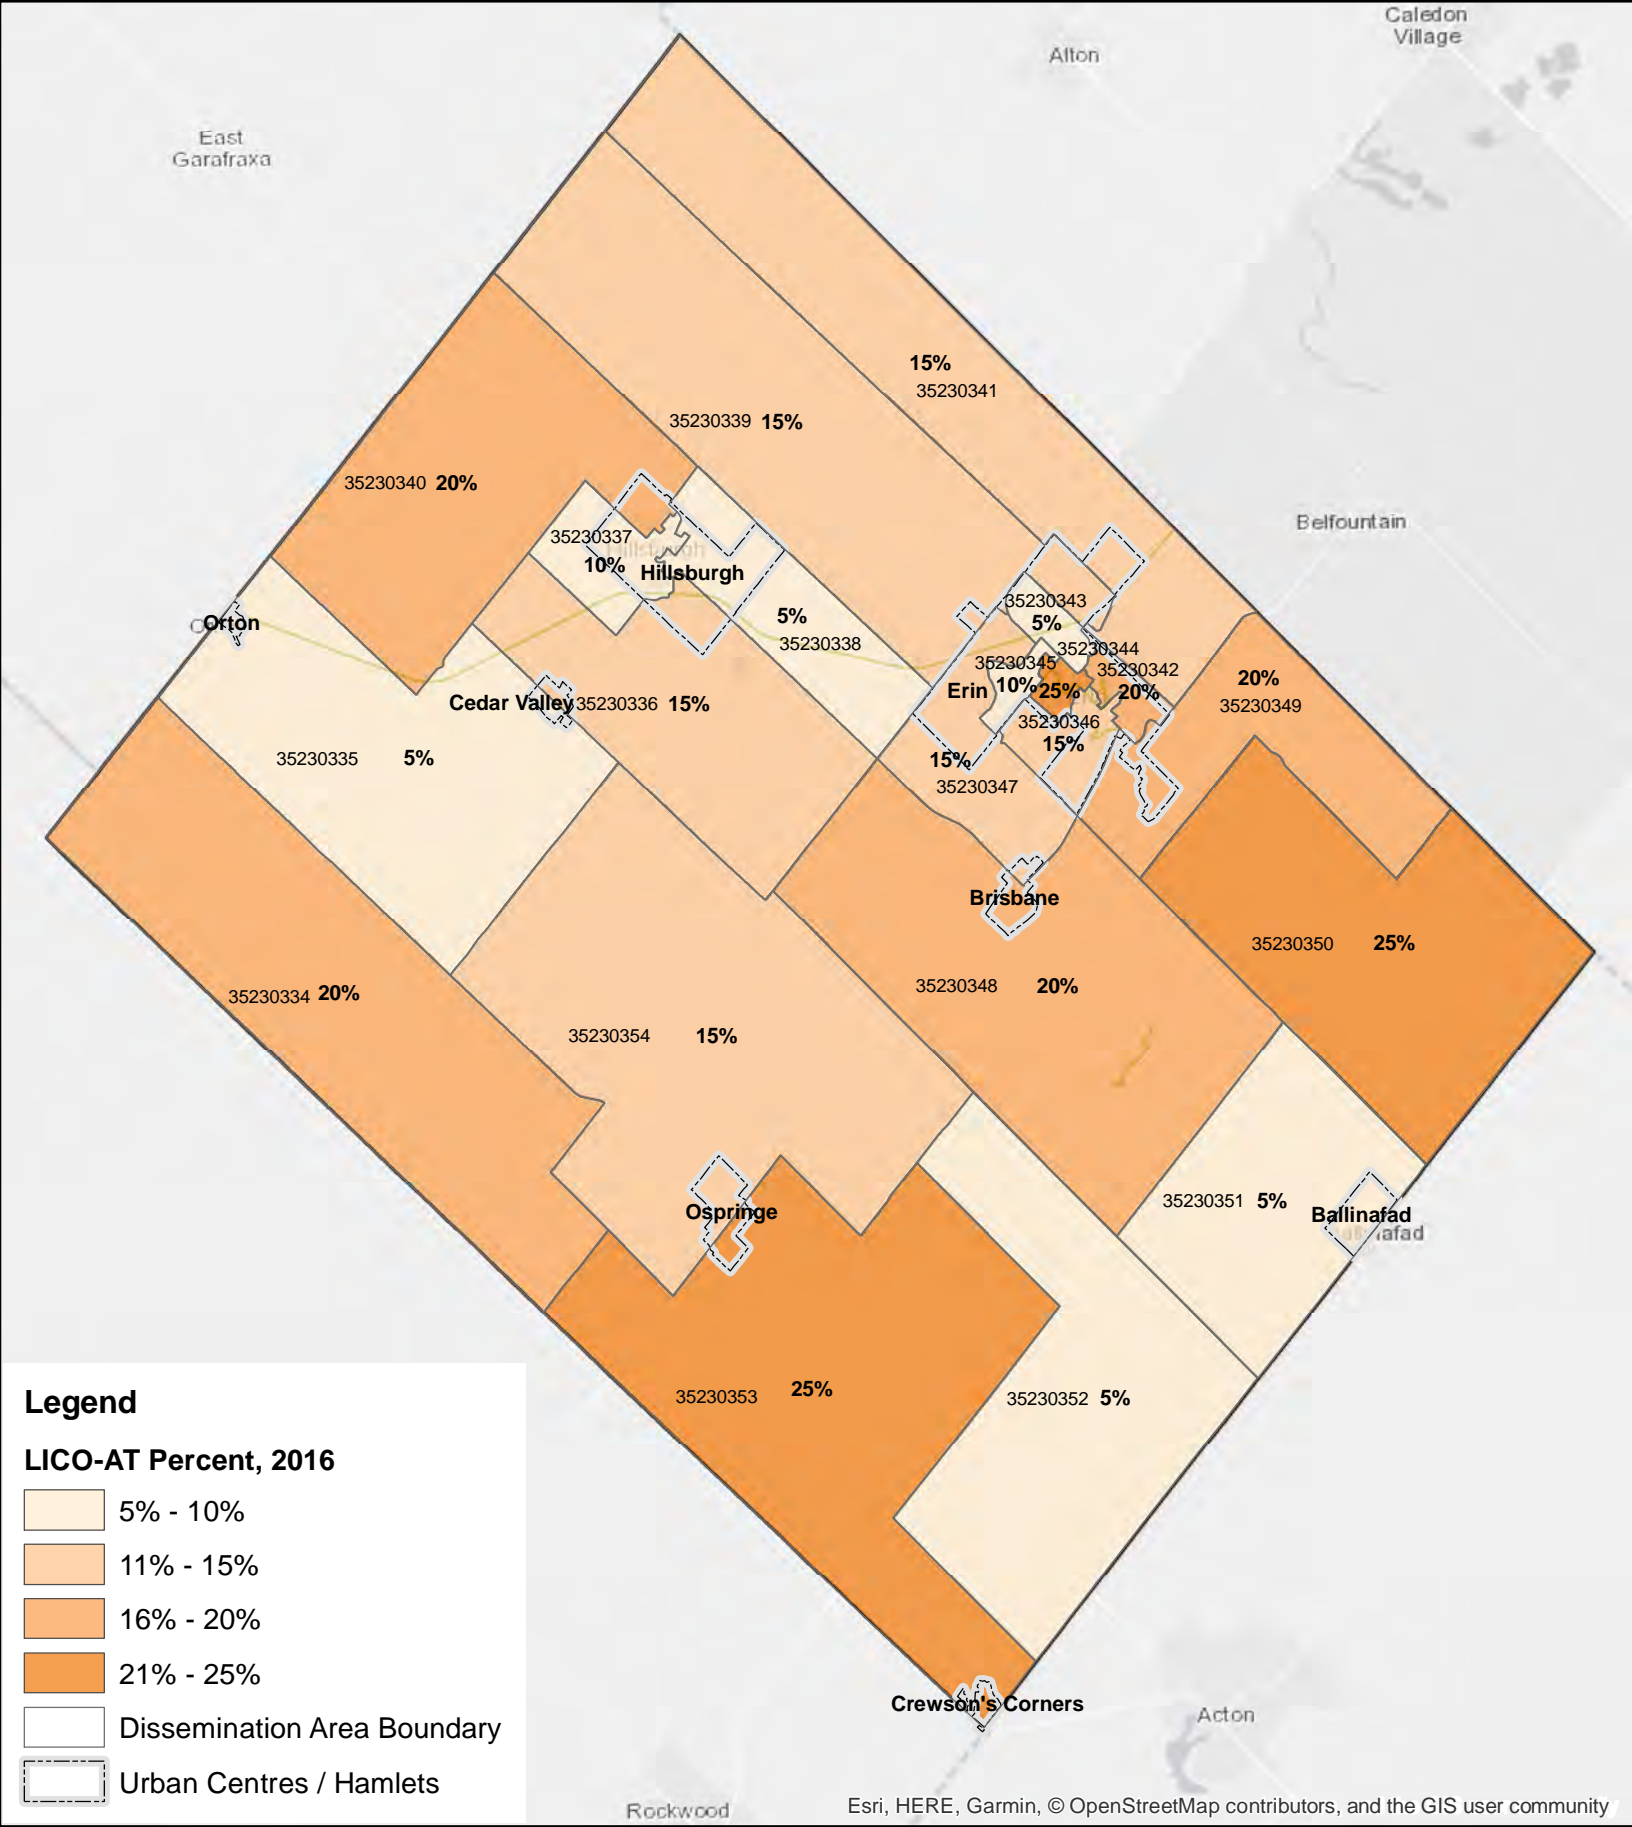 Caledon
Village
Alton
East
Garafraxa
15%
35230341
35230339 15%
35230340 20%
Belfountain
35230337
Hillsburgh
10%
Hillsburgh
5%
35230338
Orton
35230343
5%
35230344
35230345
35230342
Erin
10%
25%
20%
20%
35230349
Cedar Valley
35230336 15%
35230346
15%
35230335 5%
15%
35230347
Brisbane
35230350 25%
35230348 20%
35230334 20%
35230354 15%
35230351 5%
Ballinafad
Ospringe
35230353 25%
35230352 5%
Legend
LICO-AT Percent, 2016
5% - 10%
11% - 15%
16% - 20%
21% - 25%
Dissemination Area Boundary
Urban Centres / Hamlets
Crewson's Corners
Acton
Rockwood
Esri, HERE, Garmin, © OpenStreetMap contributors, and the GIS user community